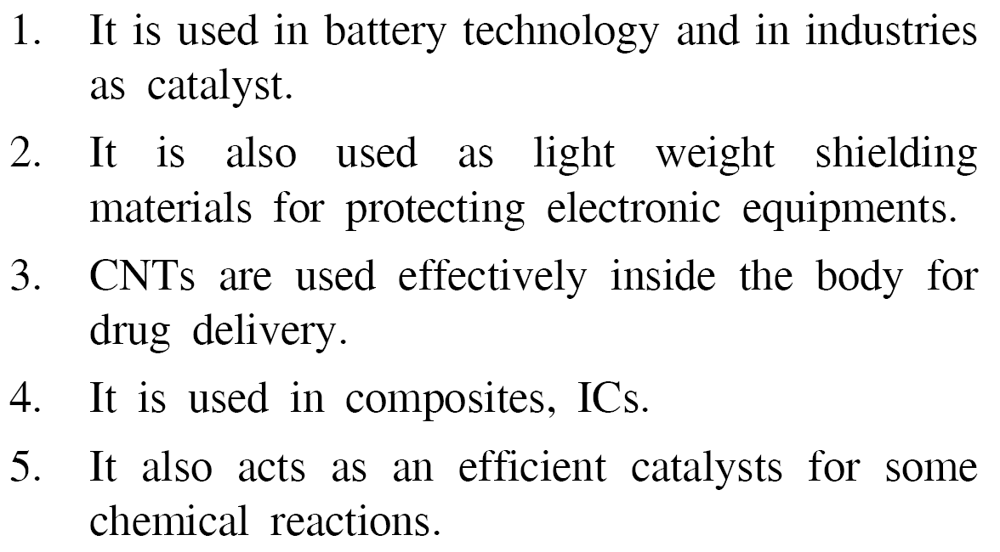 1. It is used in battery technology and in industries
as catalyst.
2. It is also used as light weight shielding
materials for protecting electronic equipments.
3. CNTs are used effectively inside the body for
drug delivery.
4. It is used in composites, ICs.
5. It also acts as an efficient catalysts for some
chemical reactions.